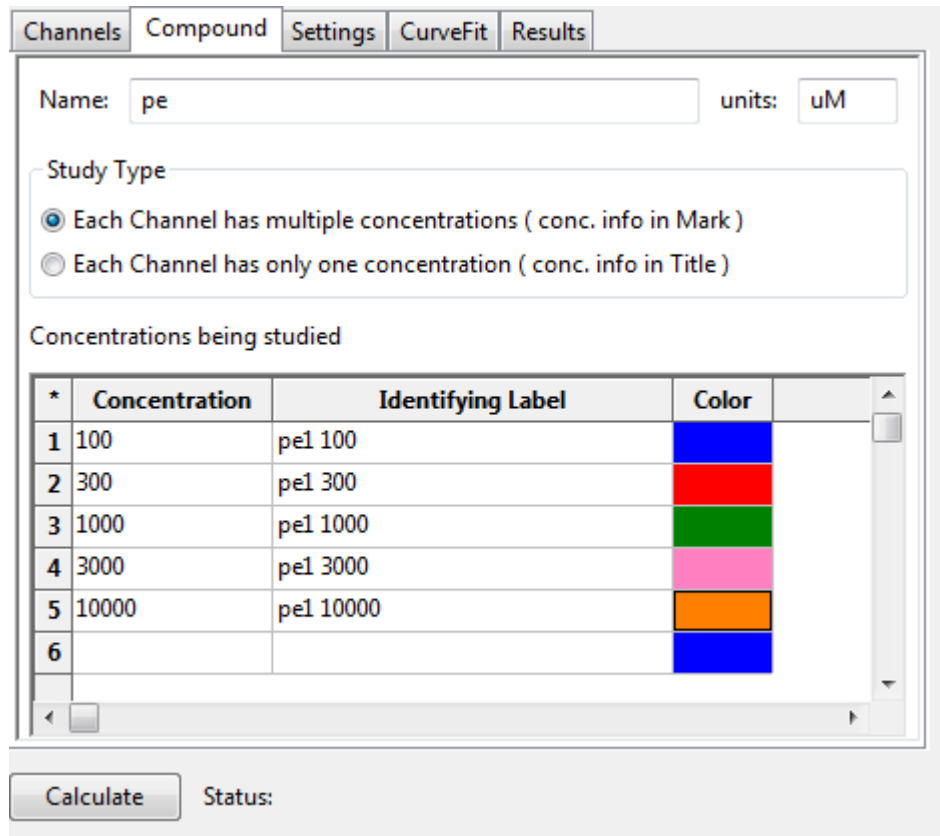 Channels Compound Settings CurveFit Results
Name: pe units: uM
Study Type
Each Channel has multiple concentrations ( conc. info in Mark )
Each Channel has only one concentration ( conc. info in Title )
Concentrations being studied
* Concentration Identifying Label Color
1 100 pe1 100
2 300 pe1 300
3 1000 pe1 1000
4 3000 pe1 3000
5 10000 pe1 10000
6
Calculate Status: